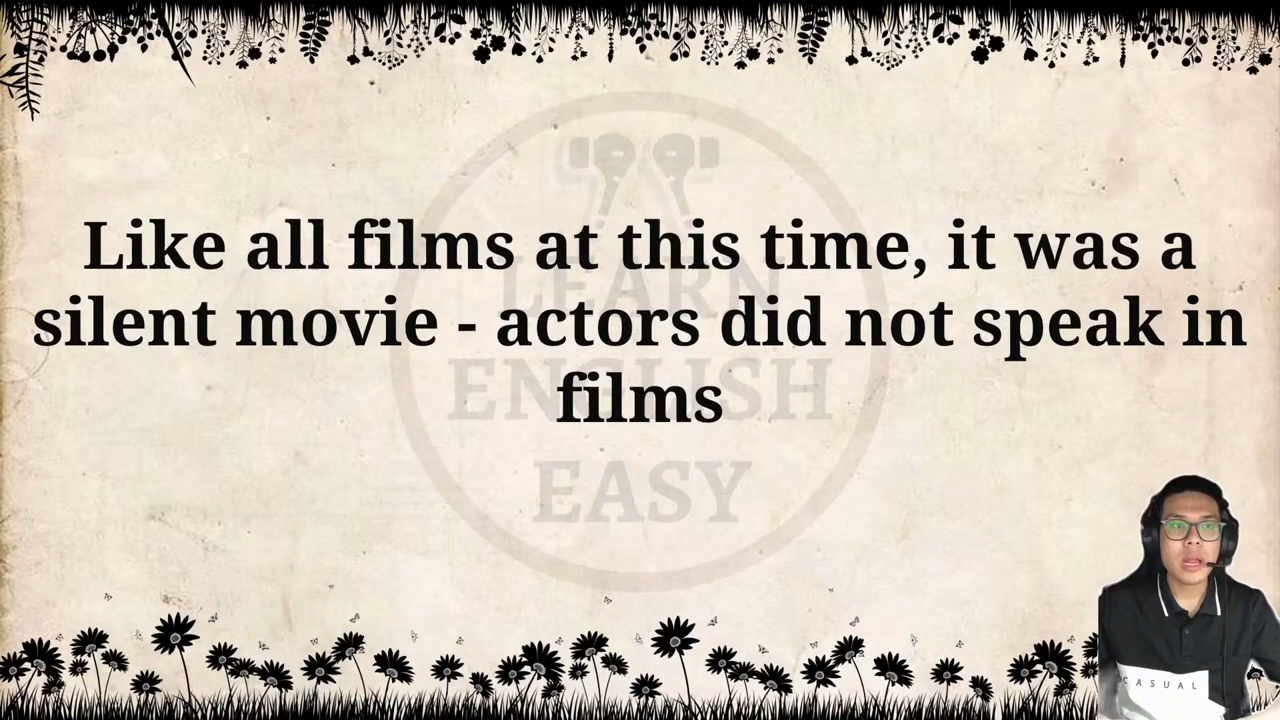 Like all films at this time, it was a
silent movie - actors did not speak in
films
LEARN
ENGLISH
EASY
CASUAL